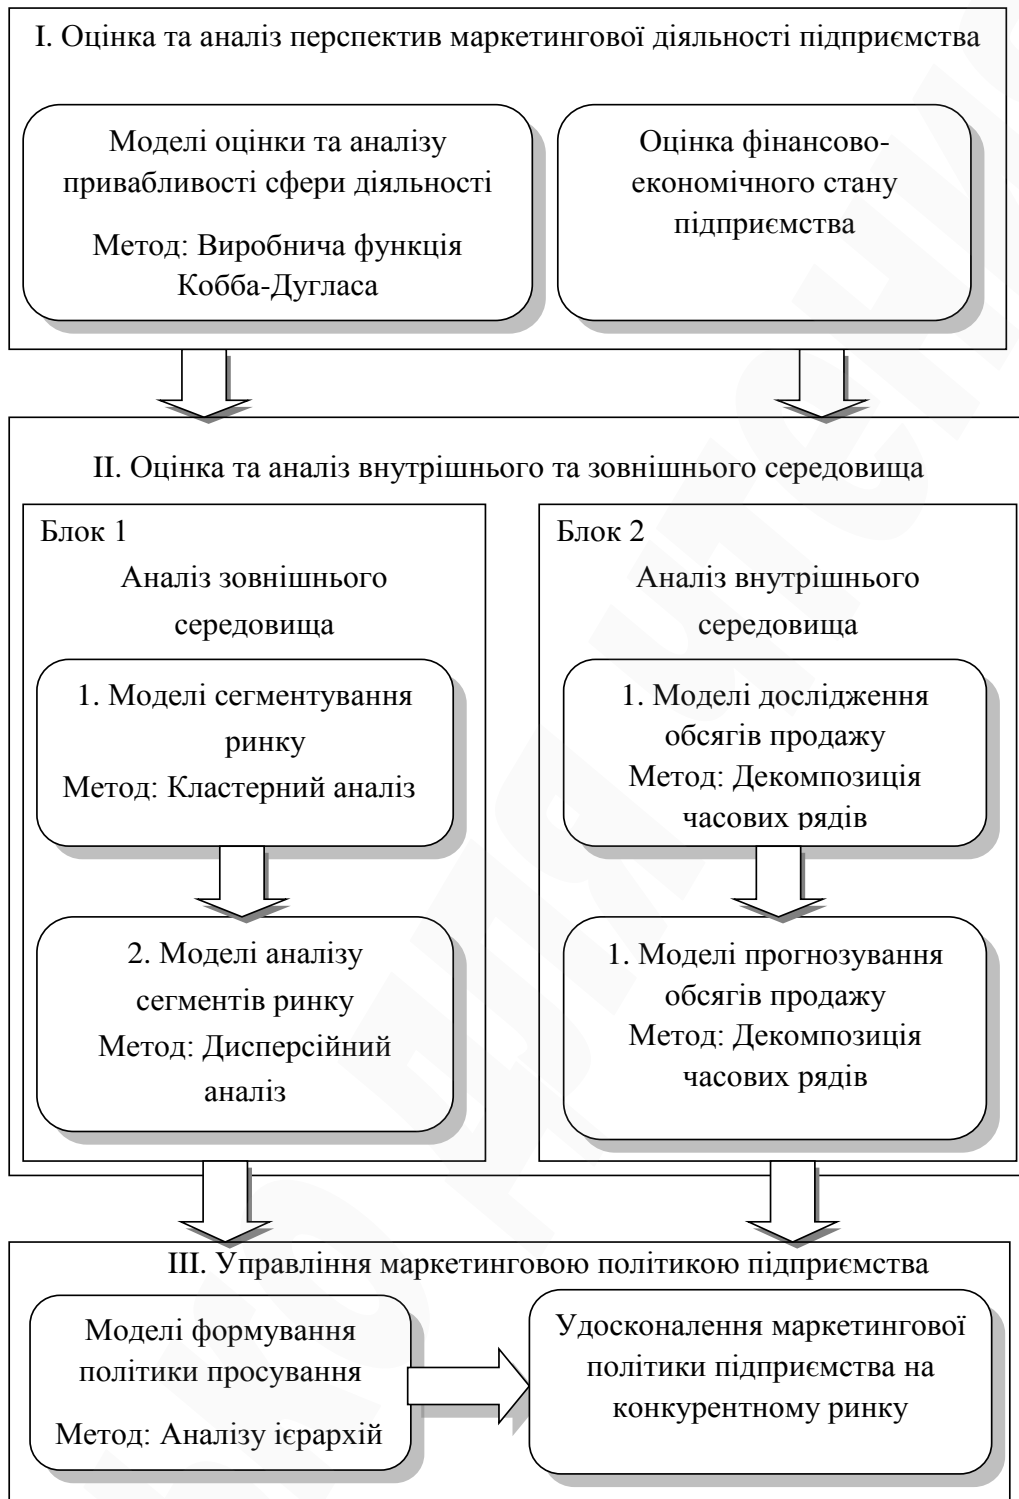 І. Оцінка та аналіз перспектив маркетингової діяльності підприємства
Моделі оцінки та аналізу
привабливості сфери діяльності
Метод: Виробнича функція
Кобба-Дугласа
Оцінка фінансово-
економічного стану
підприємства
ІІ. Оцінка та аналіз внутрішнього та зовнішнього середовища
Блок 1
Аналіз зовнішнього
середовища
1. Моделі сегментування
ринку
Метод: Кластерний аналіз
2. Моделі аналізу
сегментів ринку
Метод: Дисперсійний
аналіз
Блок 2
Аналіз внутрішнього
середовища
1. Моделі дослідження
обсягів продажу
Метод: Декомпозиція
часових рядів
1. Моделі прогнозування
обсягів продажу
Метод: Декомпозиція
часових рядів
ІІІ. Управління маркетинговою політикою підприємства
Моделі формування
політики просування
Метод: Аналізу ієрархій
Удосконалення маркетингової
політики підприємства на
конкурентному ринку